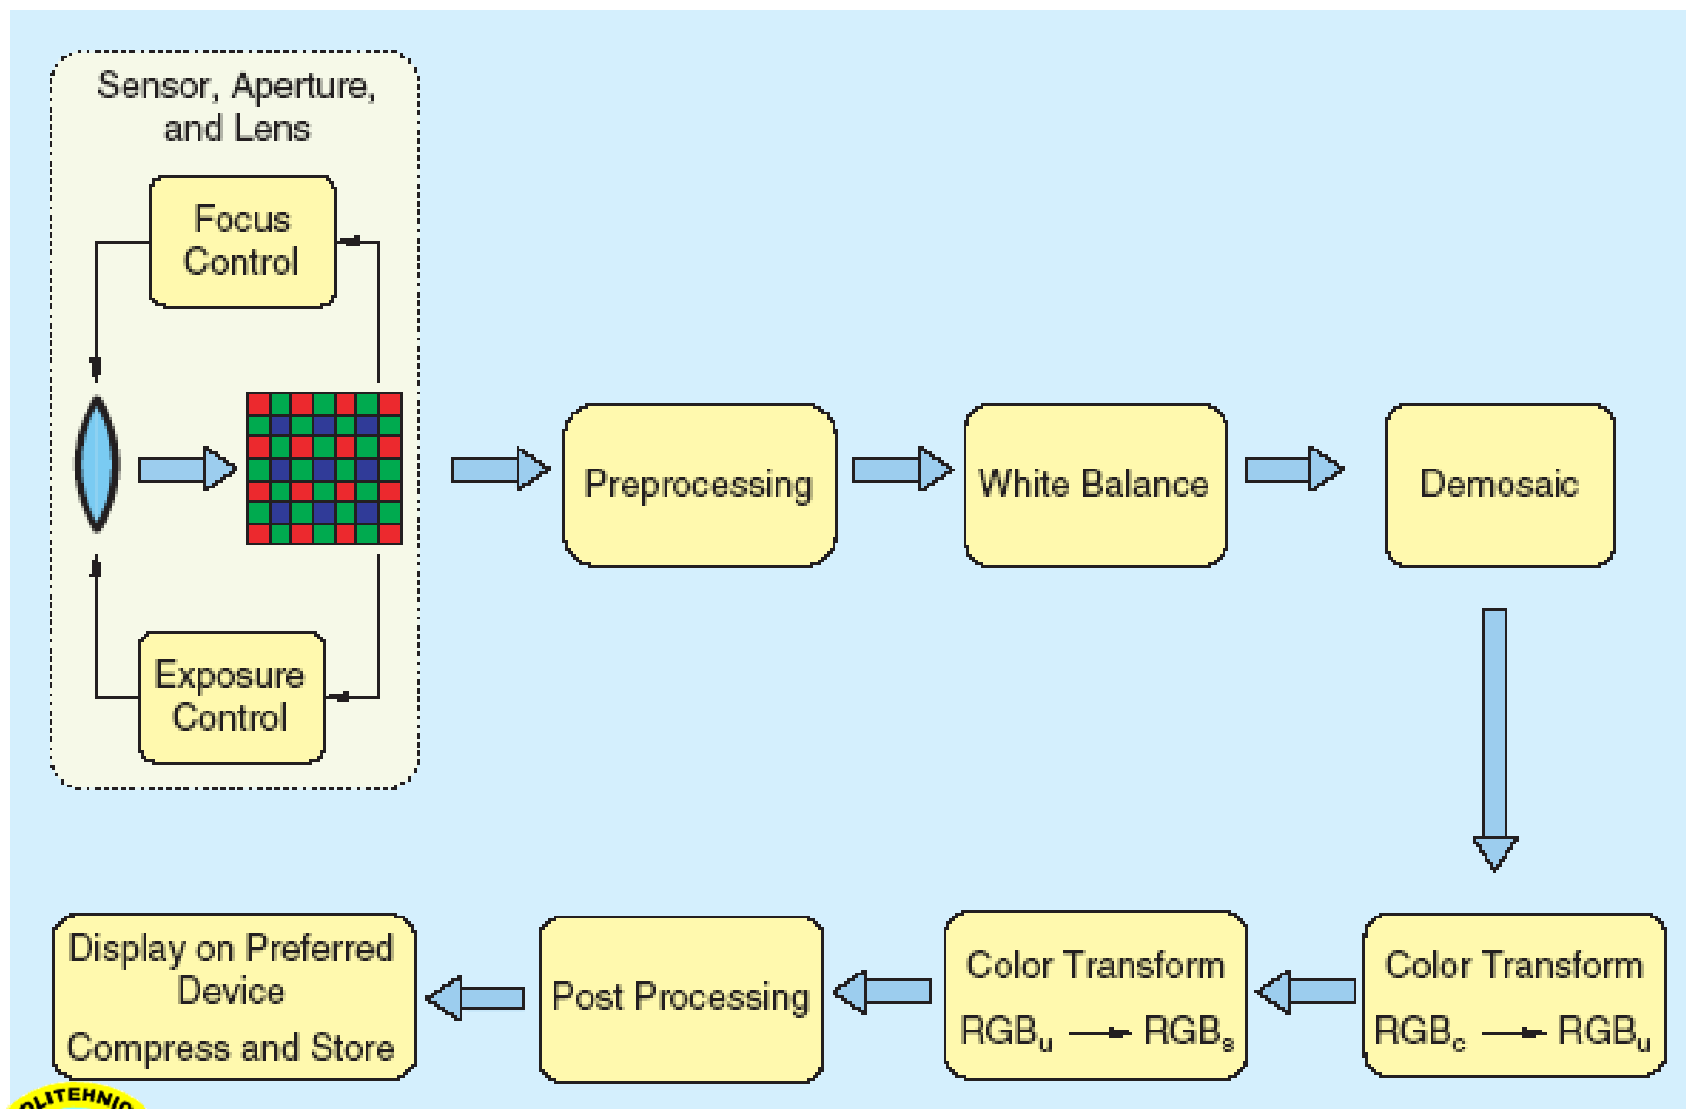 Sensor, Aperture,
and Lens
Focus
Control
Exposure
Control
Preprocessing
White Balance
Demosaic
Color Transform
RGBc → RGBu
Color Transform
RGBu → RGBs
Post Processing
Display on Preferred
Device
Compress and Store